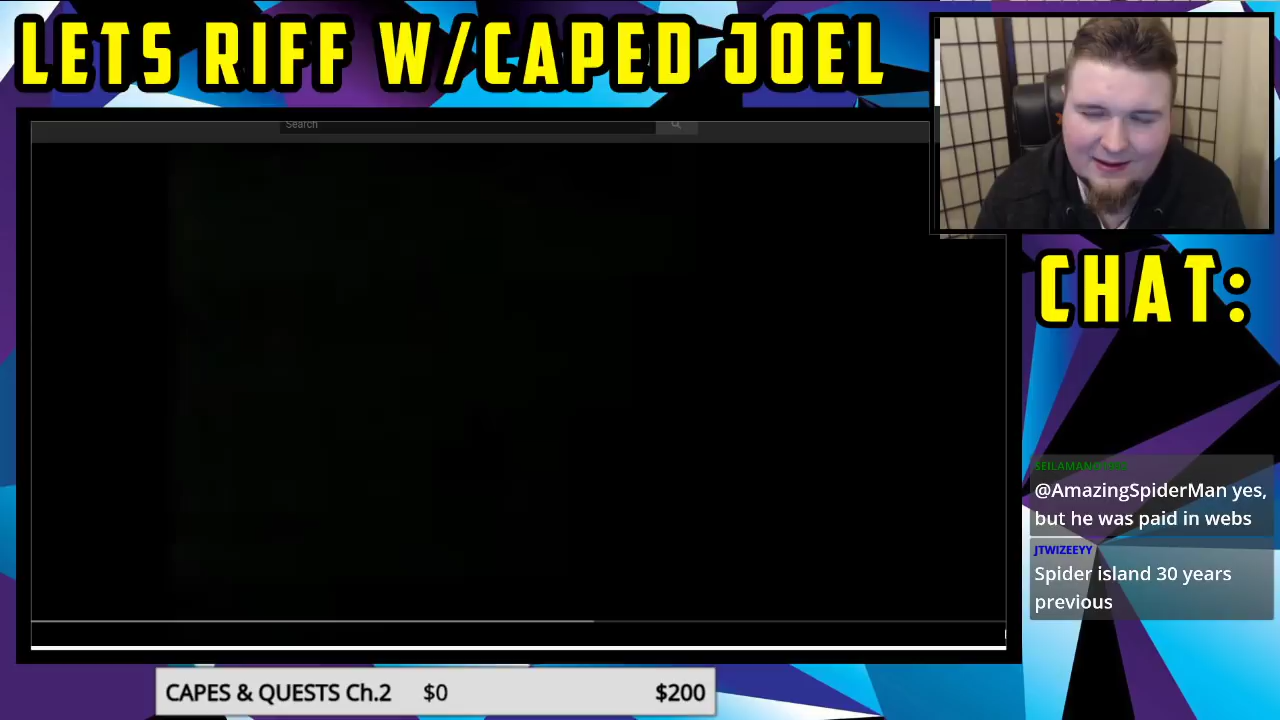 LETS RIFF W/CAPED JOEL
Search
CHAT:
@AmazingSpiderMan yes,
but he was paid in webs
JTWIZEEYY
Spider island 30 years
previous
CAPES & QUESTS Ch.2 $0 $200